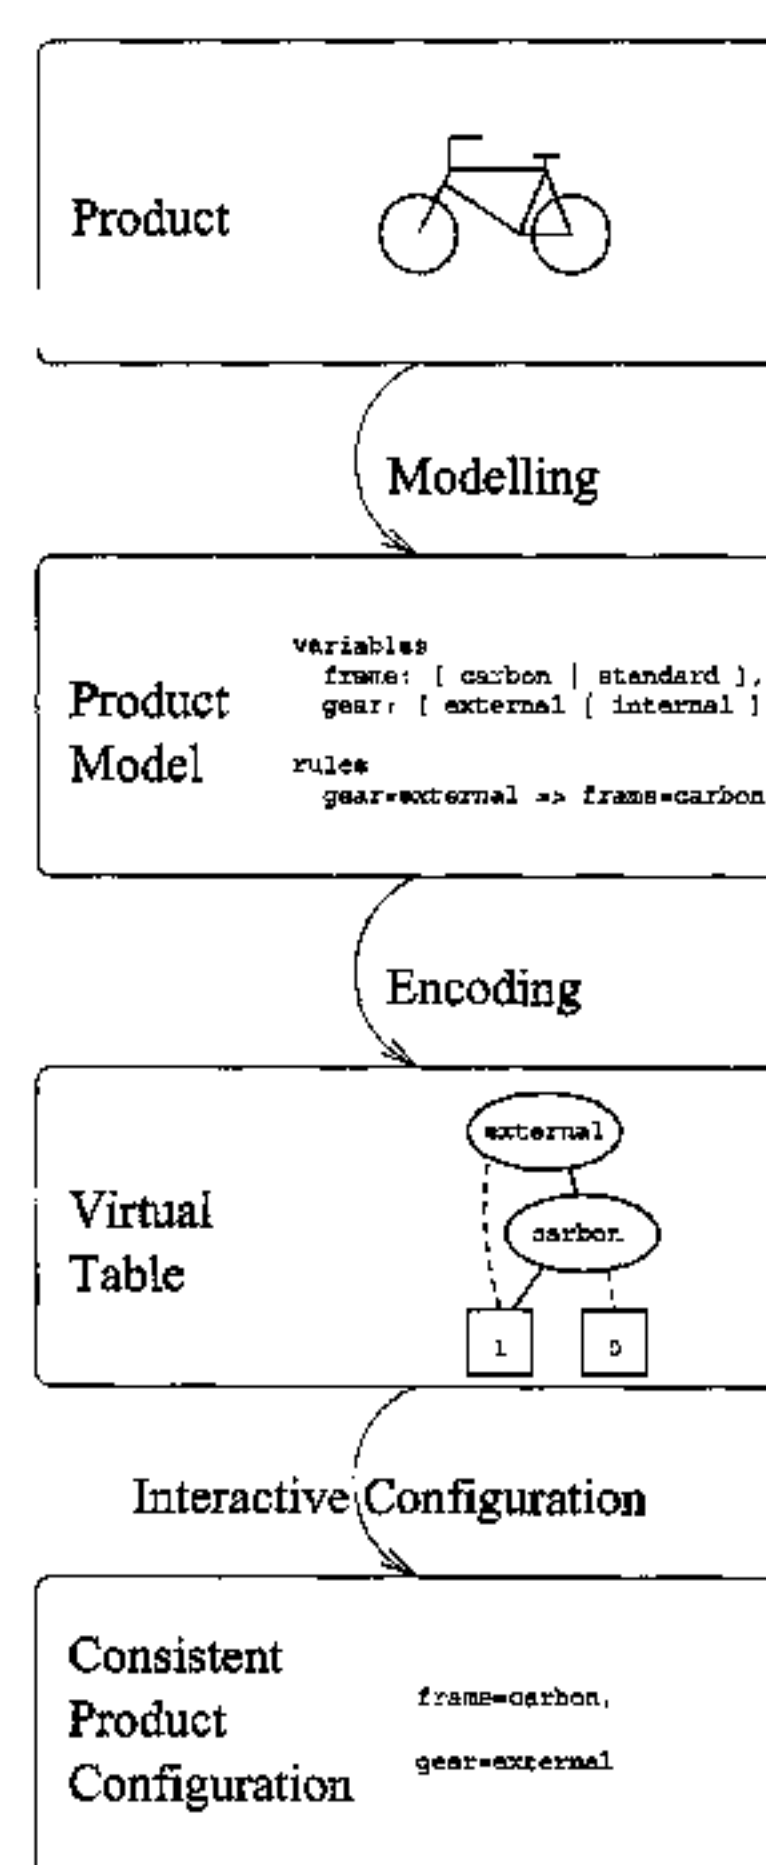 Product
Modelling
Product
Model
variables
frame: [ carbon | standard ],
gear: [ external | internal ]
rules
gear=external => frame=carbon
Encoding
Virtual
Table
external
carbon
1 0
Interactive Configuration
Consistent
Product
Configuration
frame=carbon,
gear=external